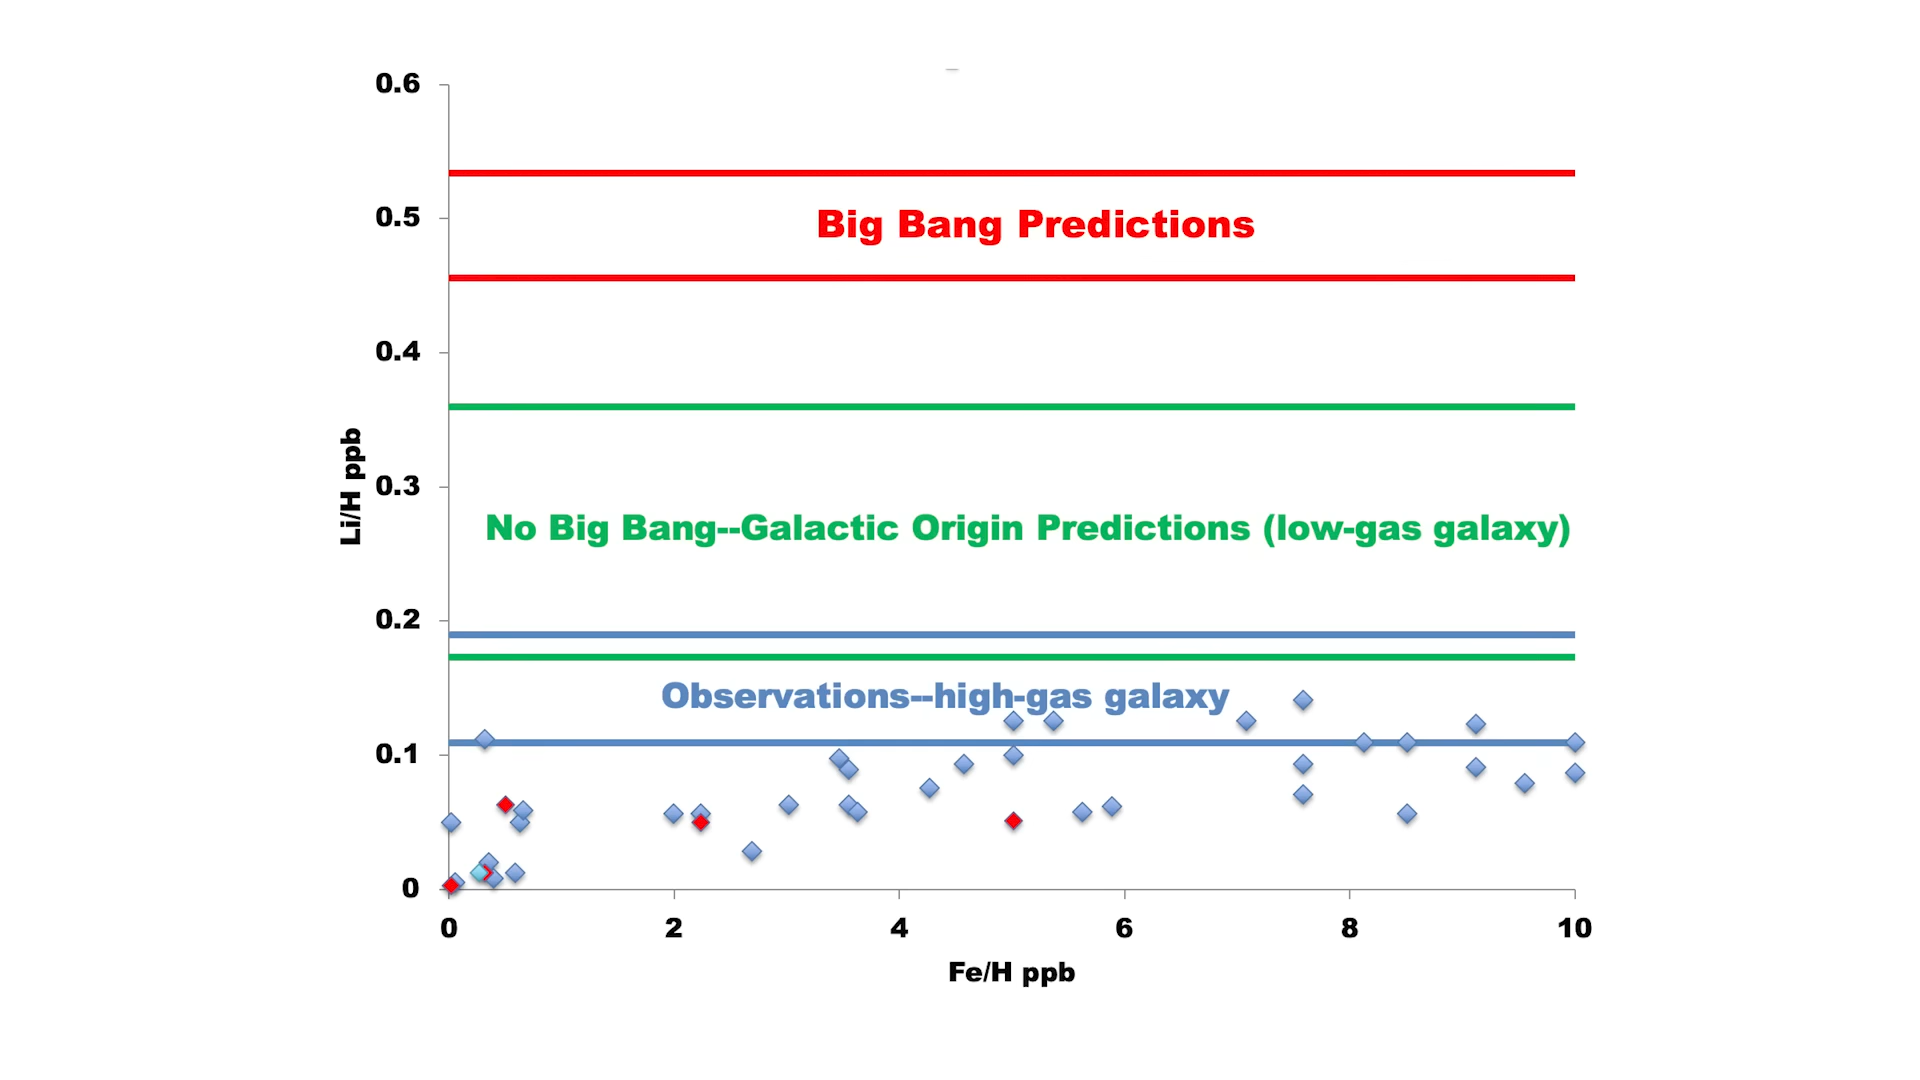 0.6
0.5
0.4
0.3
0.2
0.1
0
Li/H ppb
Big Bang Predictions
No Big Bang--Galactic Origin Predictions (low-gas galaxy)
Observations--high-gas galaxy
0 2 4 6 8 10
Fe/H ppb